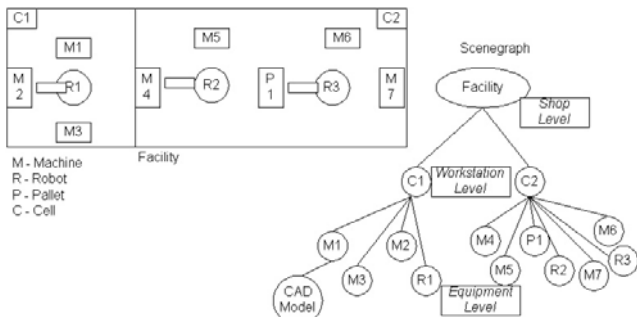 C1
C2
M1
M5
M6
M
2
R1
M
4
R2
P
1
R3
M
7
M3
Facility
M - Machine
R - Robot
P - Pallet
C - Cell
Scenegraph
Facility
Shop
Level
C1
Workstation
Level
C2
M1
M2
M3
R1
CAD
Model
Equipment
Level
M4
P1
M6
M5
R2
M7
R3